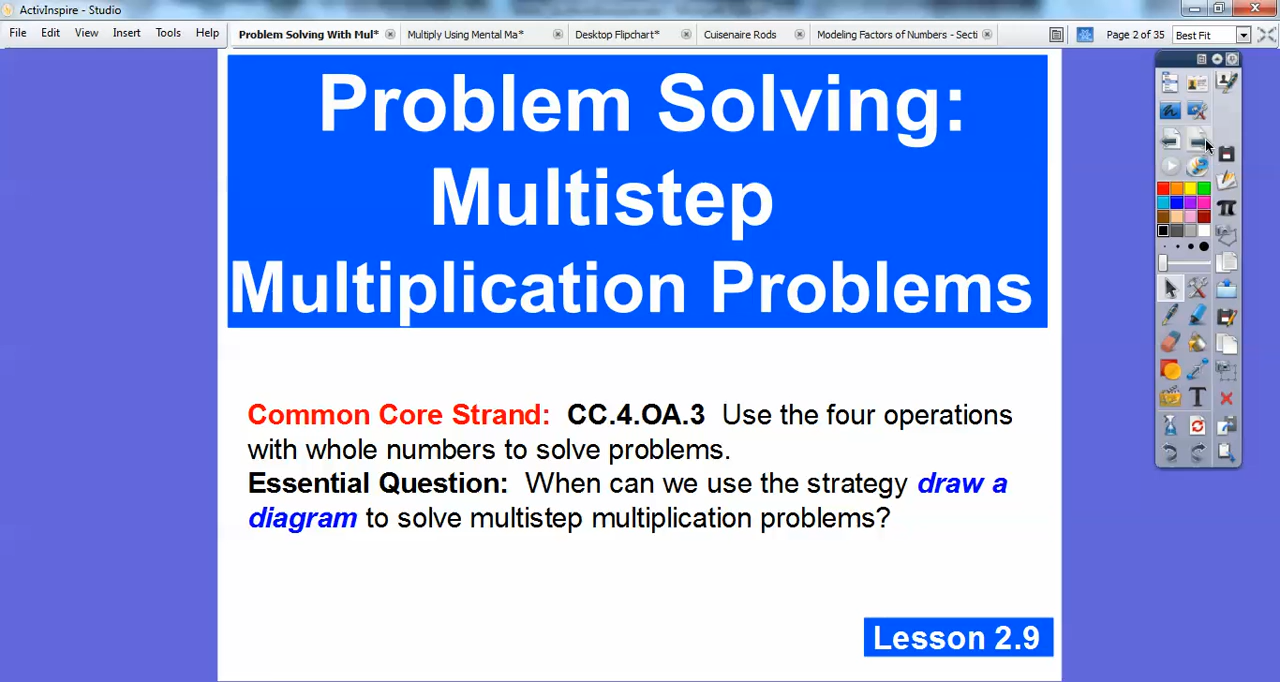 ActivInspire - Studio
File Edit View Insert Tools Help Problem Solving With Mul* Multiply Using Mental Ma* Desktop Flipchart* Cuisenaire Rods Modeling Factors of Numbers - Secti Page 2 of 35 Best Fit
Problem Solving:
Multistep
Multiplication Problems
Common Core Strand: CC.4.OA.3 Use the four operations
with whole numbers to solve problems.
Essential Question: When can we use the strategy draw a
diagram to solve multistep multiplication problems?
Lesson 2.9